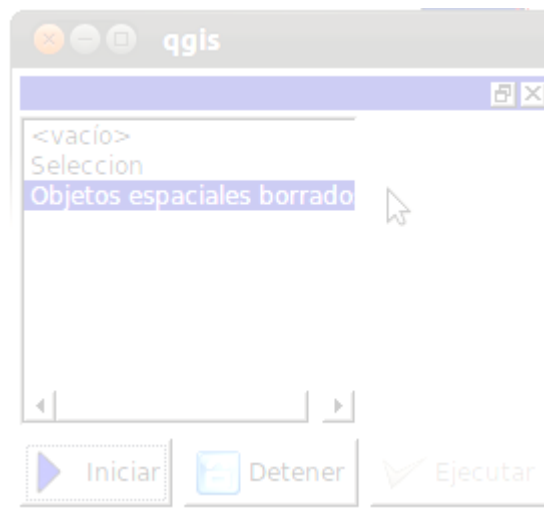 qgis
<vacío>
Seleccion
Objetos espaciales borrado
Iniciar Detener Ejecutar